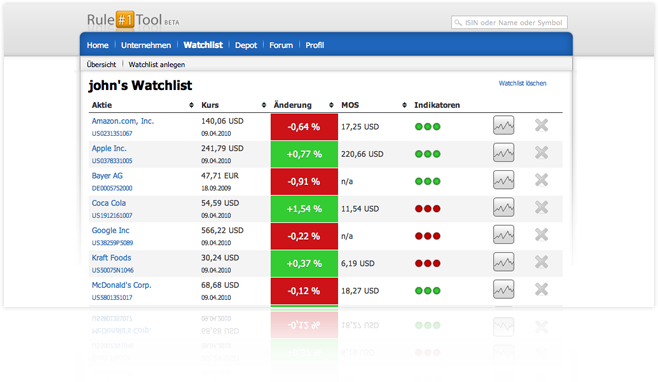 Rule #1 Tool BETA
ISIN oder Name oder Symbol
Home Unternehmen Watchlist Depot Forum Profil
Übersicht Watchlist anlegen
john's Watchlist Watchlist löschen
Aktie Kurs Änderung MOS Indikatoren
Amazon.com, Inc. 140,06 USD -0,64 % 17,25 USD
US0231351067 09.04.2010
Apple Inc. 241,79 USD +0,77 % 220,66 USD
US0378331005 09.04.2010
Bayer AG 47,71 EUR -0,91 % n/a
DE0005752000 18.09.2009
Coca Cola 54,59 USD +1,54 % 11,54 USD
US1912161007 09.04.2010
Google Inc 566,22 USD -0,22 % n/a
US38259P5089 09.04.2010
Kraft Foods 30,24 USD +0,37 % 6,19 USD
US50075N1046 09.04.2010
McDonald's Corp. 68,68 USD -0,12 % 18,27 USD
US5801351017 09.04.2010